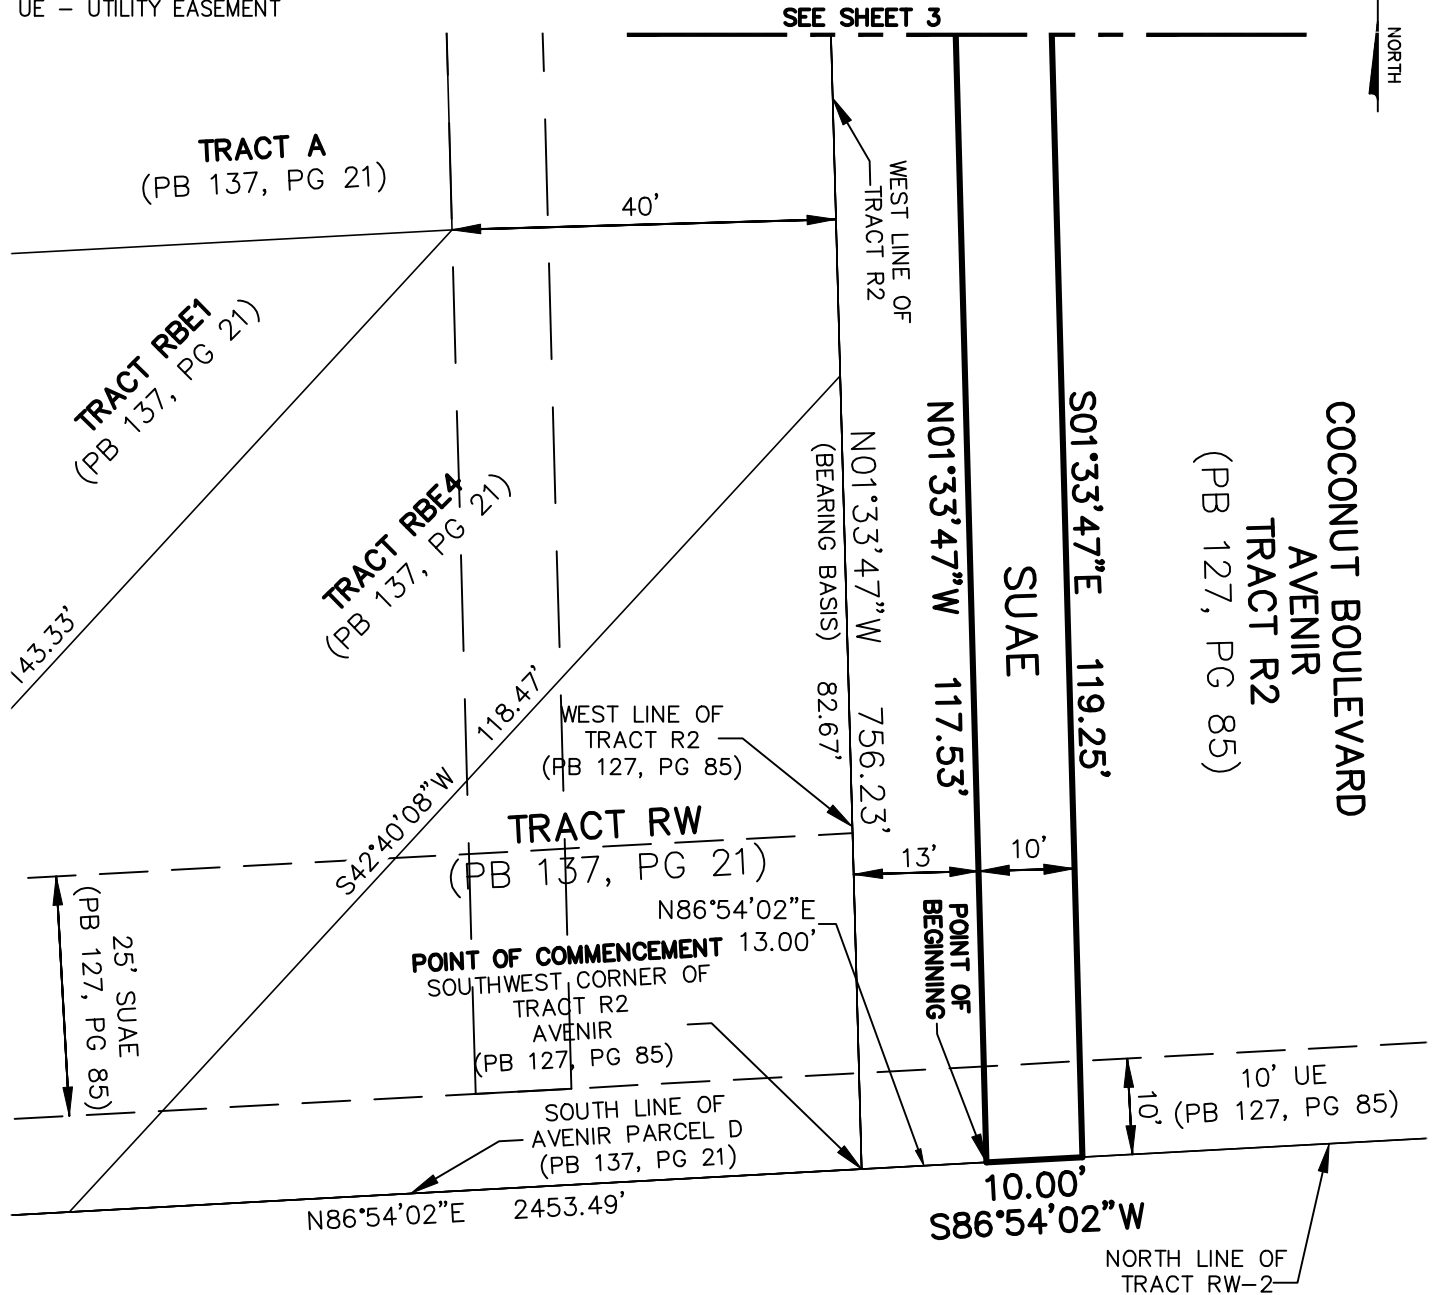 UE – UTILITY EASEMENT
SEE SHEET 3
NORTH
TRACT A
(PB 137, PG 21)
40'
WEST LINE OF
TRACT R2
TRACT RBE1
(PB 137, PG 21)
TRACT RBE4
(PB 137, PG 21)
143.33'
118.47'
S42°40'08"W
N01°33'47"W 756.23'
(BEARING BASIS) 82.67'
N01°33'47"W 117.53'
SUAE
S01°33'47"E 119.25'
COCONUT BOULEVARD
AVENIR
TRACT R2
(PB 127, PG 85)
WEST LINE OF
TRACT R2
(PB 127, PG 85)
TRACT RW
(PB 137, PG 21)
13'
10'
N86°54'02"E
13.00'
POINT OF
BEGINNING
POINT OF COMMENCEMENT
SOUTHWEST CORNER OF
TRACT R2
AVENIR
(PB 127, PG 85)
25' SUAE
(PB 127, PG 85)
SOUTH LINE OF
AVENIR PARCEL D
(PB 137, PG 21)
10'
10' UE
(PB 127, PG 85)
N86°54'02"E 2453.49'
10.00'
S86°54'02"W
NORTH LINE OF
TRACT RW–2